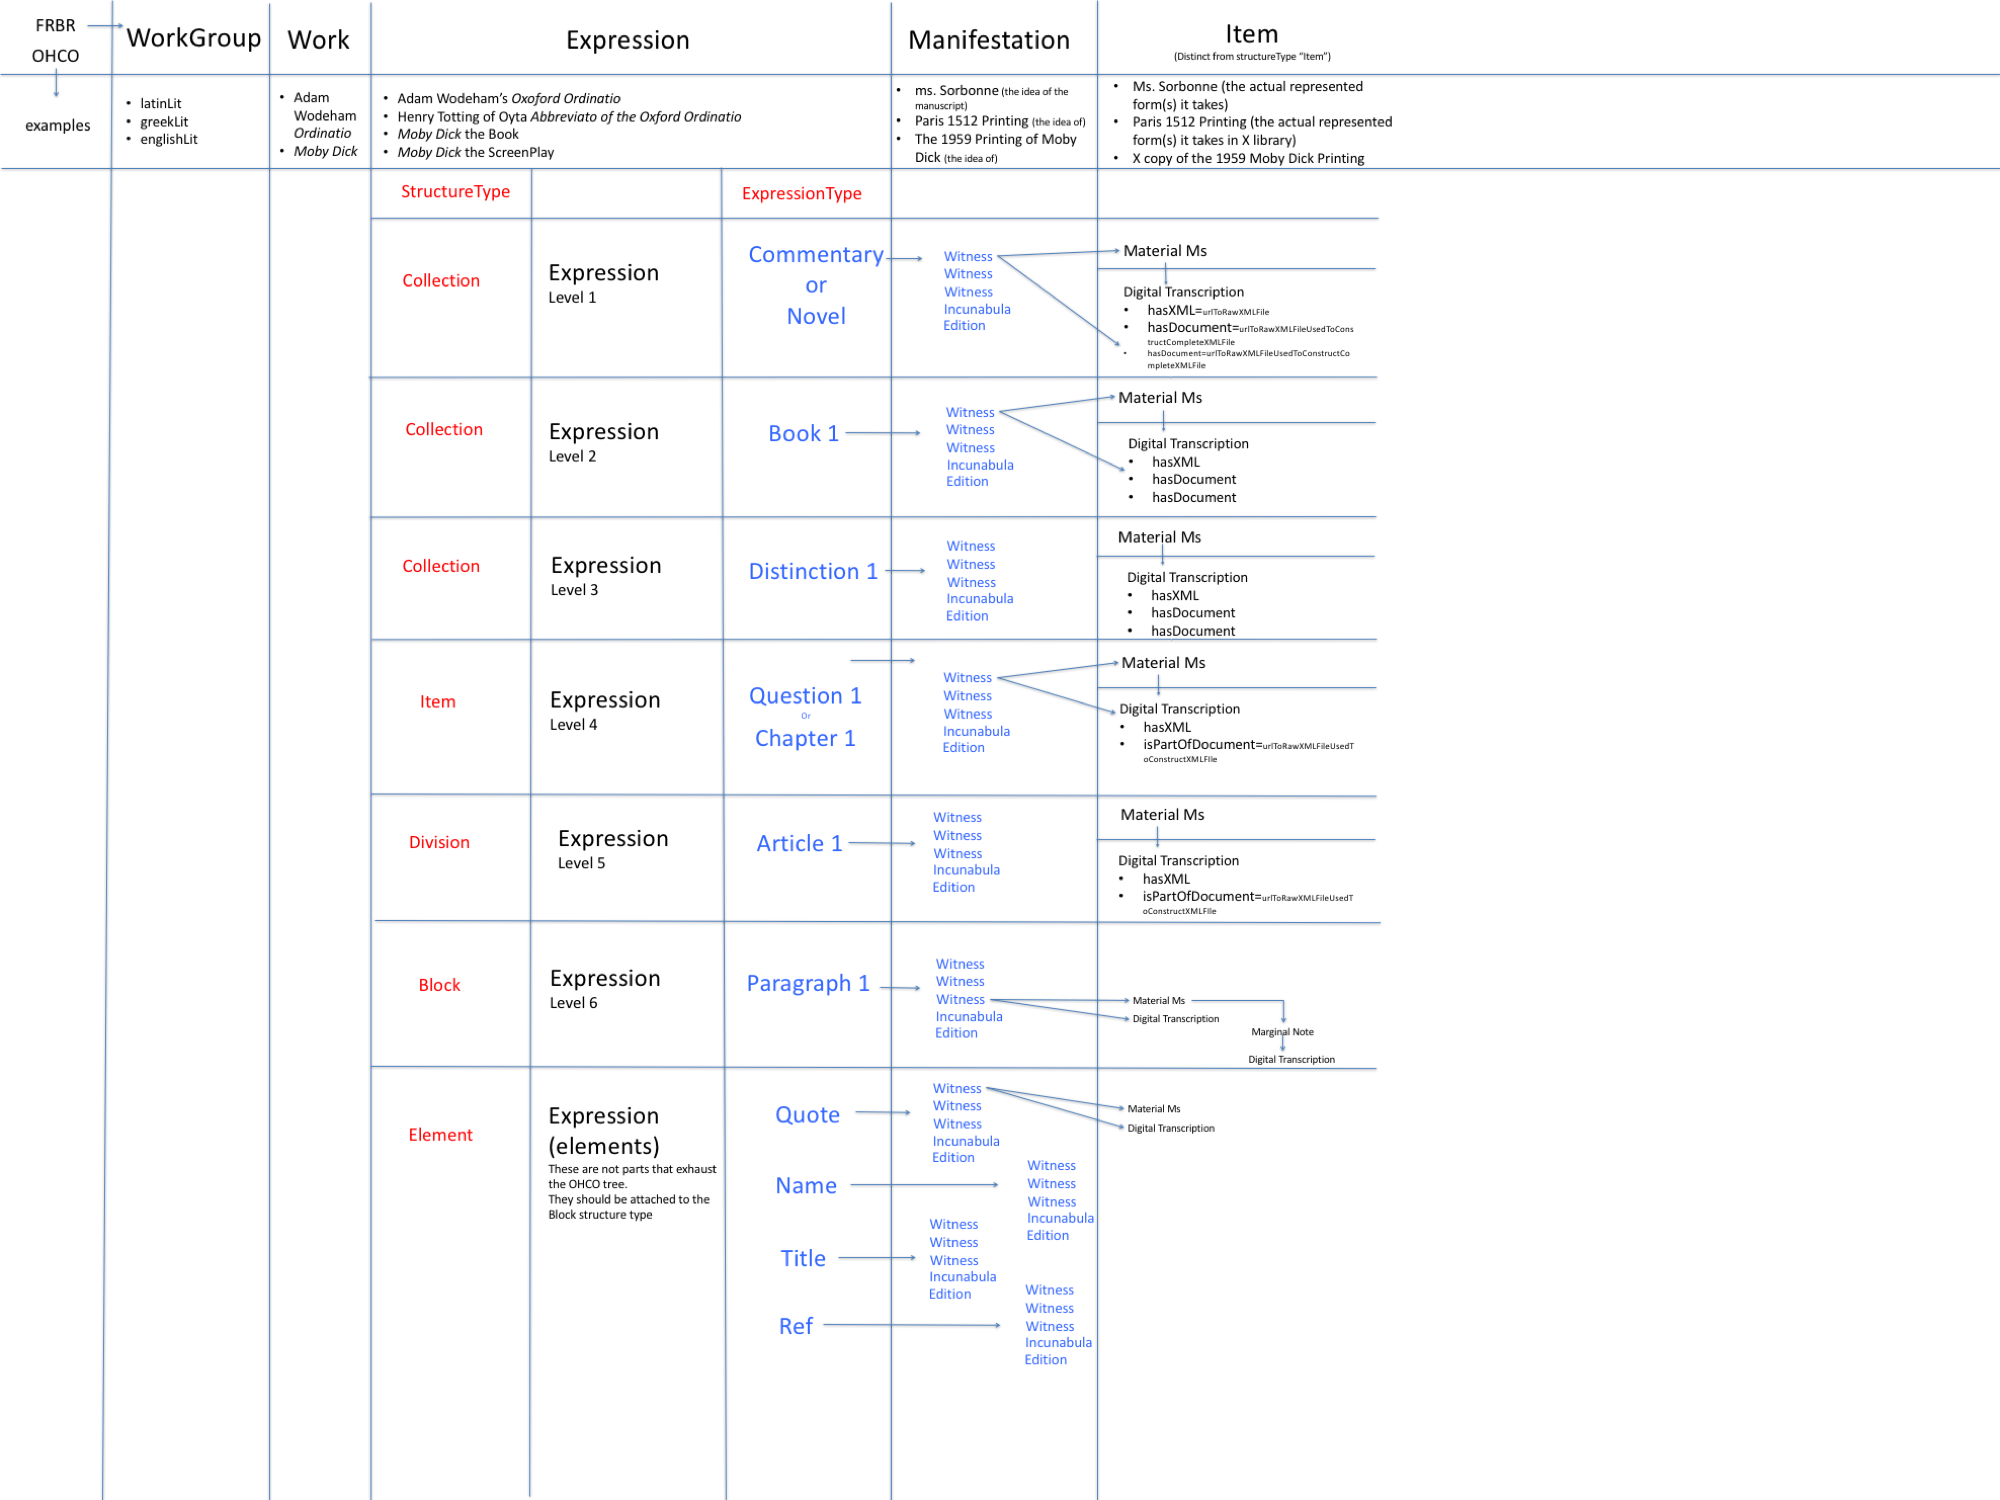 FRBR
OHCO
WorkGroup
Work
Expression
Manifestation
Item
(Distinct from structureType “Item”)
examples
• latinLit
• greekLit
• englishLit
• Adam
Wodeham
Ordinatio
• Moby Dick
• Adam Wodeham’s Oxoford Ordinatio
• Henry Totting of Oyta Abbreviato of the Oxford Ordinatio
• Moby Dick the Book
• Moby Dick the ScreenPlay
• ms. Sorbonne (the idea of the
manuscript)
• Paris 1512 Printing (the idea of)
• The 1959 Printing of Moby
Dick (the idea of)
• Ms. Sorbonne (the actual represented
form(s) it takes)
• Paris 1512 Printing (the actual represented
form(s) it takes in X library)
• X copy of the 1959 Moby Dick Printing
StructureType
ExpressionType
Collection
Expression
Level 1
Commentary
or
Novel
Witness
Witness
Witness
Incunabula
Edition
Material Ms
Digital Transcription
• hasXML=urlToRawXMLFile
• hasDocument=urlToRawXMLFileUsedToCons
tructCompleteXMLFile
• hasDocument=urlToRawXMLFileUsedToConstructCo
mpleteXMLFile
Collection
Expression
Level 2
Book 1
Witness
Witness
Witness
Incunabula
Edition
Material Ms
Digital Transcription
• hasXML
• hasDocument
• hasDocument
Collection
Expression
Level 3
Distinction 1
Witness
Witness
Witness
Incunabula
Edition
Material Ms
Digital Transcription
• hasXML
• hasDocument
• hasDocument
Item
Expression
Level 4
Question 1
Or
Chapter 1
Witness
Witness
Witness
Incunabula
Edition
Material Ms
Digital Transcription
• hasXML
• isPartOfDocument=urlToRawXMLFileUsedT
oConstructXMLFIle
Division
Expression
Level 5
Article 1
Witness
Witness
Witness
Incunabula
Edition
Material Ms
Digital Transcription
• hasXML
• isPartOfDocument=urlToRawXMLFileUsedT
oConstructXMLFIle
Block
Expression
Level 6
Paragraph 1
Witness
Witness
Witness
Incunabula
Edition
Material Ms
Digital Transcription
Marginal Note
Digital Transcription
Element
Expression
(elements)
These are not parts that exhaust
the OHCO tree.
They should be attached to the
Block structure type
Quote
Witness
Witness
Witness
Incunabula
Edition
Material Ms
Digital Transcription
Name
Witness
Witness
Witness
Incunabula
Edition
Title
Witness
Witness
Witness
Incunabula
Edition
Ref
Witness
Witness
Witness
Incunabula
Edition